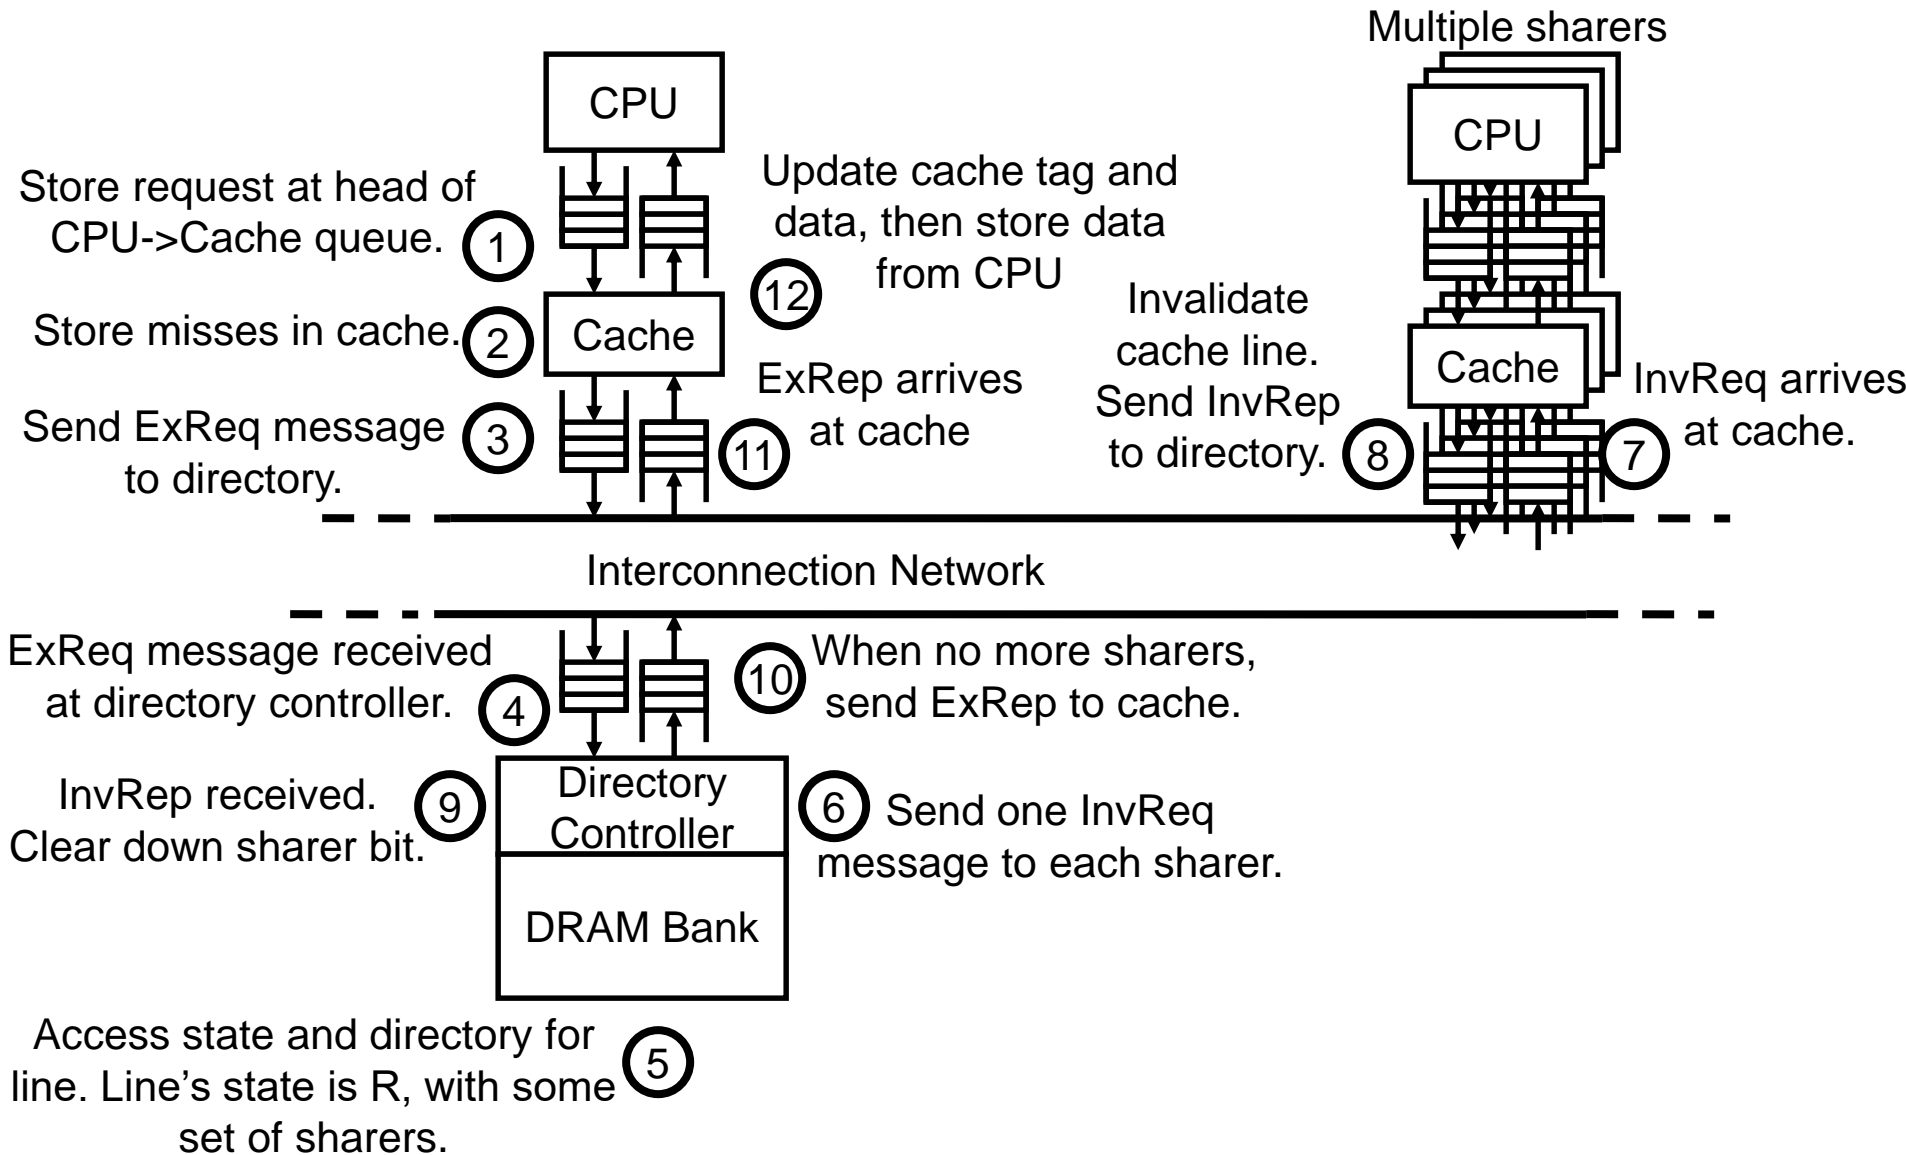 Multiple sharers
CPU
CPU
Store request at head of
CPU->Cache queue.
1
Update cache tag and
data, then store data
from CPU
12
Store misses in cache.
2
Cache
Invalidate
cache line.
Send InvRep
to directory.
8
Cache
InvReq arrives
at cache.
7
Send ExReq message
to directory.
3
ExRep arrives
at cache
11
Interconnection Network
ExReq message received
at directory controller.
4
10
When no more sharers,
send ExRep to cache.
InvRep received.
Clear down sharer bit.
9
Directory
Controller
6
Send one InvReq
message to each sharer.
DRAM Bank
Access state and directory for
line. Line’s state is R, with some
set of sharers.
5